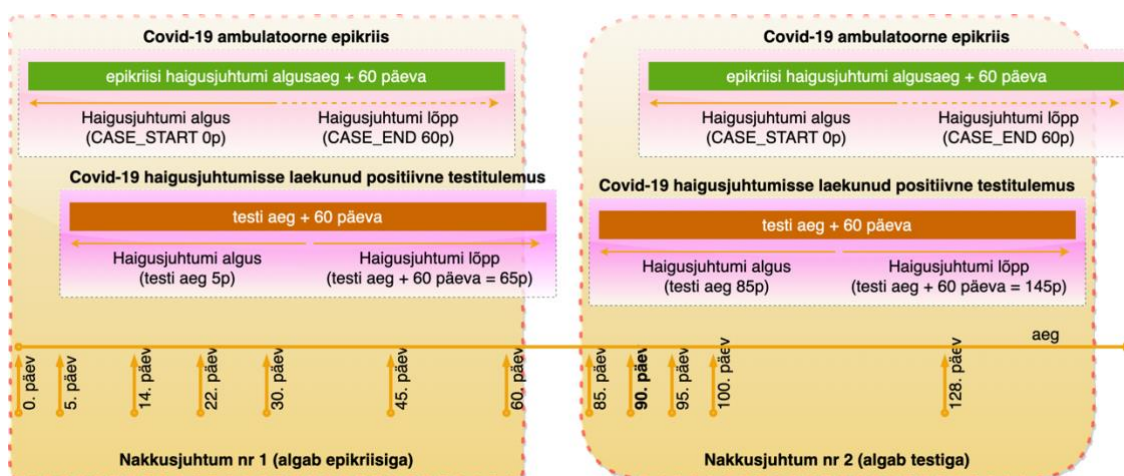 Covid-19 ambulatoorne epikriis
epikriisi haigusjuhtumi algusaeg + 60 päeva
Haigusjuhtumi algus
(CASE_START 0p)
Haigusjuhtumi lõpp
(CASE_END 60p)
Covid-19 haigusjuhtumisse laekunud positiivne testitulemus
testi aeg + 60 päeva
Haigusjuhtumi algus
(testi aeg 5p)
Haigusjuhtumi lõpp
(testi aeg + 60 päeva = 65p)
Covid-19 ambulatoorne epikriis
epikriisi haigusjuhtumi algusaeg + 60 päeva
Haigusjuhtumi algus
(CASE_START 0p)
Haigusjuhtumi lõpp
(CASE_END 60p)
Covid-19 haigusjuhtumisse laekunud positiivne testitulemus
testi aeg + 60 päeva
Haigusjuhtumi algus
(testi aeg 85p)
Haigusjuhtumi lõpp
(testi aeg + 60 päeva = 145p)
aeg
0. päev
5. päev
14. päev
22. päev
30. päev
45. päev
60. päev
85. päev
90. päev
95. päev
100. päev
128. päev
Nakkusjuhtum nr 1 (algab epikriisiga)
Nakkusjuhtum nr 2 (algab testiga)